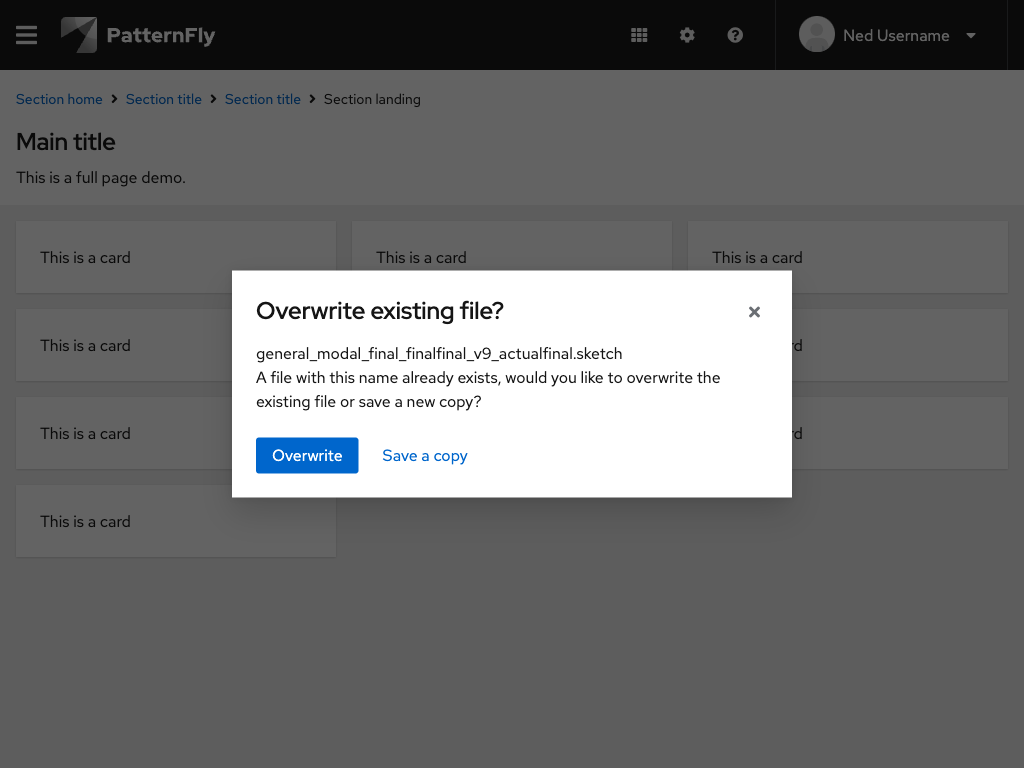 PatternFly
Ned Username
Section home Section title Section title Section landing
Main title
This is a full page demo.
This is a card This is a card This is a card
Overwrite existing file?
general_modal_final_finalfinal_v9_actualfinal.sketch
A file with this name already exists, would you like to overwrite the
existing file or save a new copy?
Overwrite Save a copy
This is a card
This is a card
This is a card